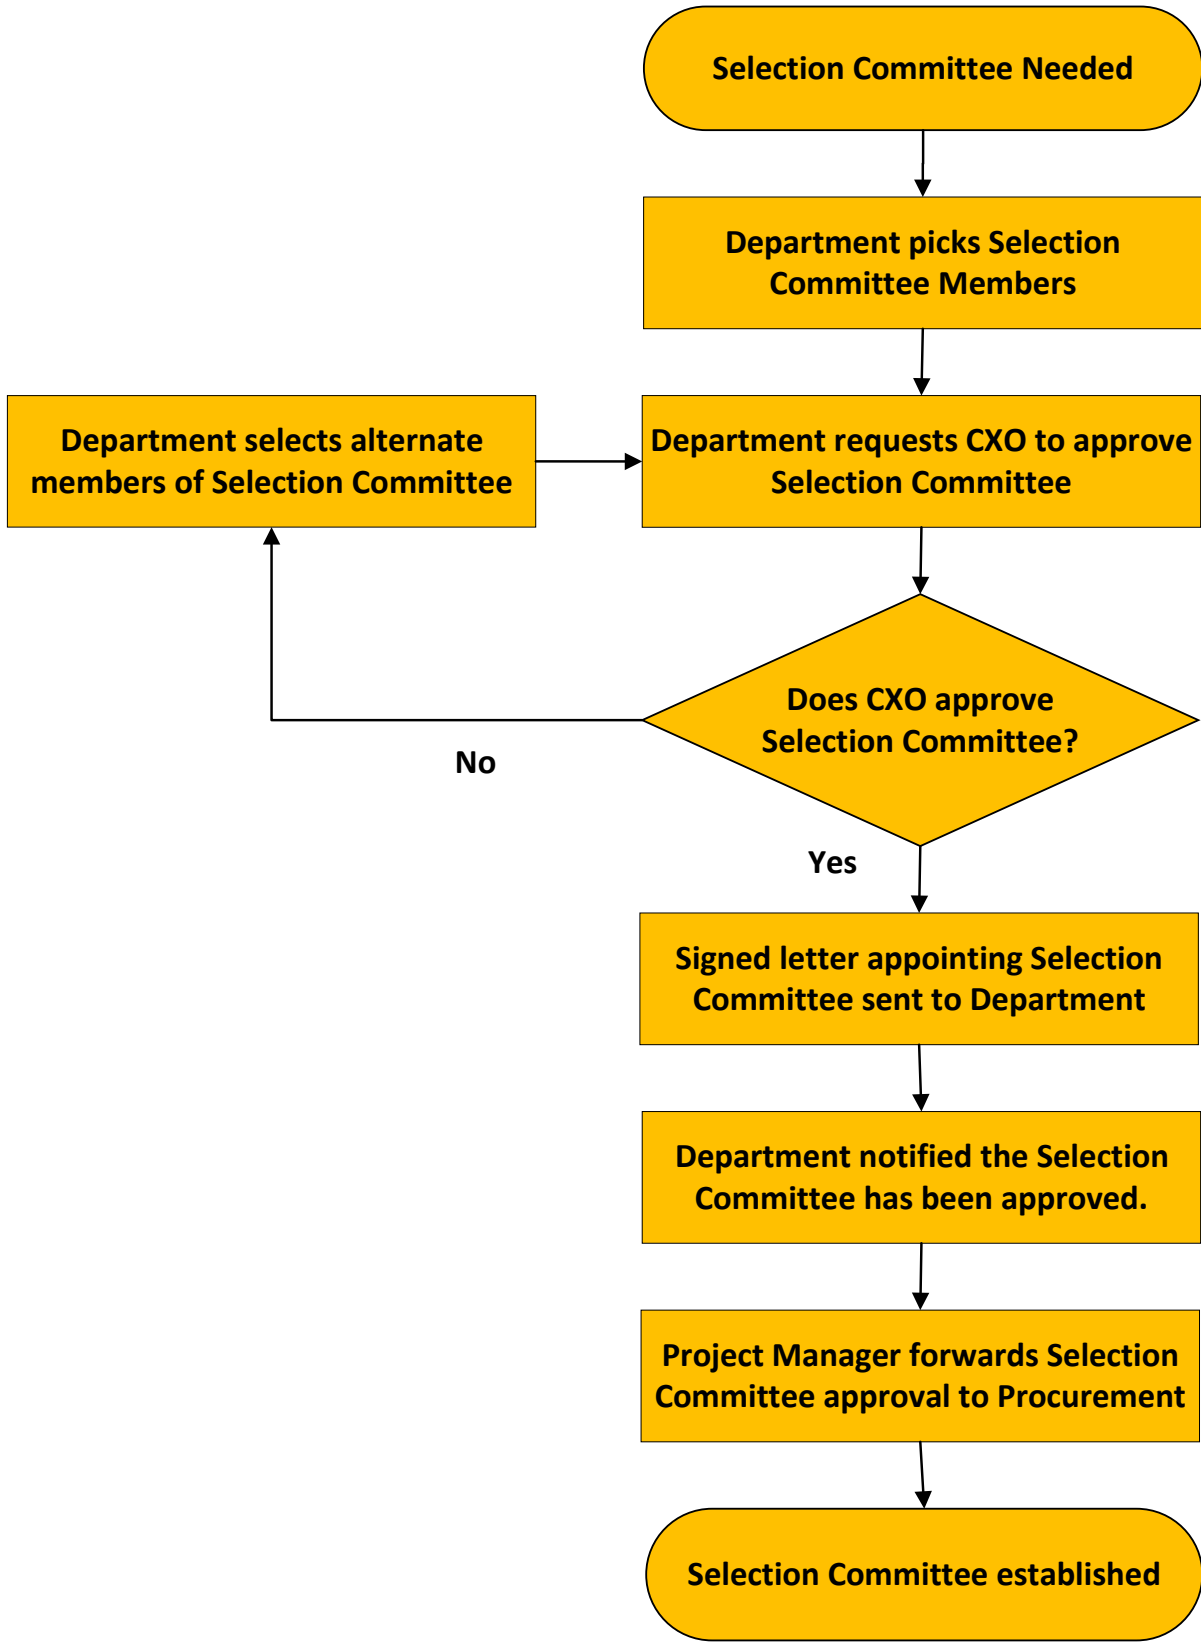 Selection Committee Needed
Department picks Selection
Committee Members
Department selects alternate
members of Selection Committee
Department requests CXO to approve
Selection Committee
Does CXO approve
Selection Committee?
No
Yes
Signed letter appointing Selection
Committee sent to Department
Department notified the Selection
Committee has been approved.
Project Manager forwards Selection
Committee approval to Procurement
Selection Committee established